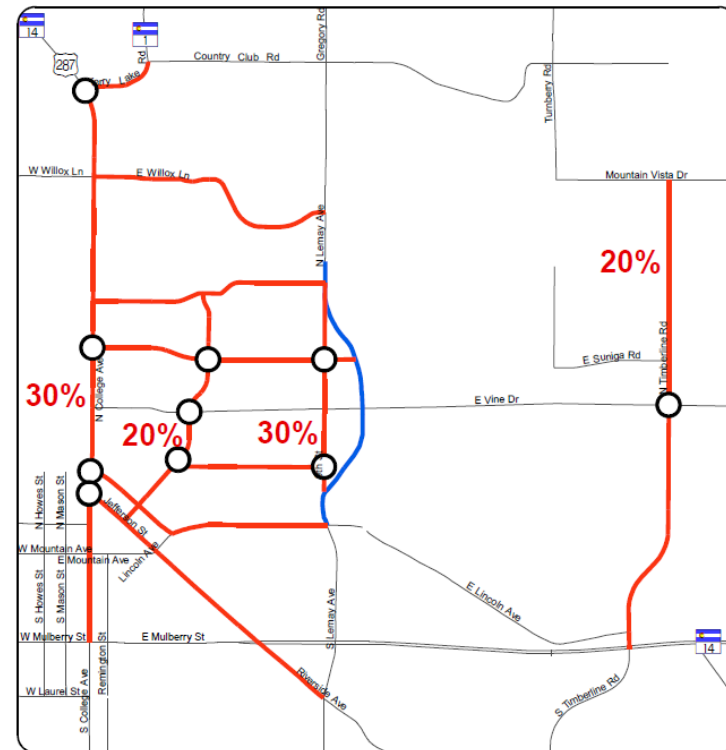 14
1
287
Terry Lake Rd
Country Club Rd
Gregory Rd
Turnberry Rd
W Willox Ln
E Willox Ln
Mountain Vista Dr
N Lemay Ave
20%
N Timberline Rd
E Suniga Rd
N College Ave
30%
E Vine Dr
20%
30%
N Howes St
N Mason St
Jefferson St
W Mountain Ave
E Mountain Ave
Lincoln Ave
E Lincoln Ave
S Howes St
S Mason St
W Mulberry St
E Mulberry St
S Lemay Ave
14
Remington St
Riverside Ave
W Laurel St
S College Ave
S Timberline Rd